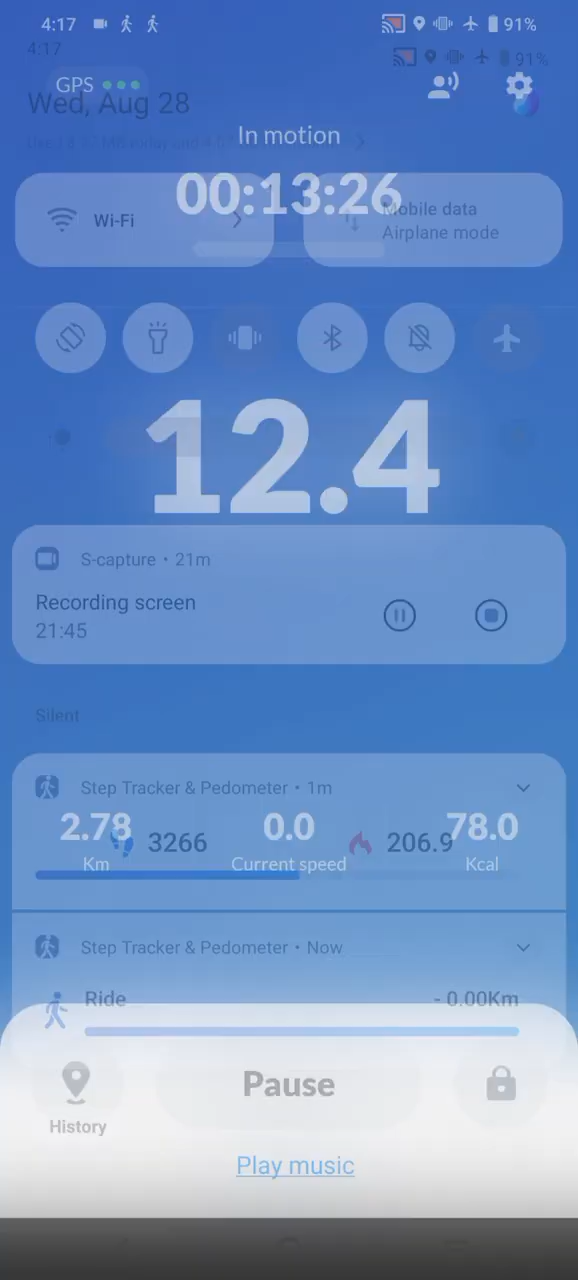 4:17 91%
4:17 91%
GPS
Wed, Aug 28
In motion
00:13:26
Wi-Fi
Mobile data
Airplane mode
12.4
S-capture • 21m
Recording screen
21:45
Silent
Step Tracker & Pedometer • 1m
2.78 0.0 78.0
3266 206.9
Km Current speed Kcal
Step Tracker & Pedometer • Now
Ride - 0.00Km
Pause
History
Play music